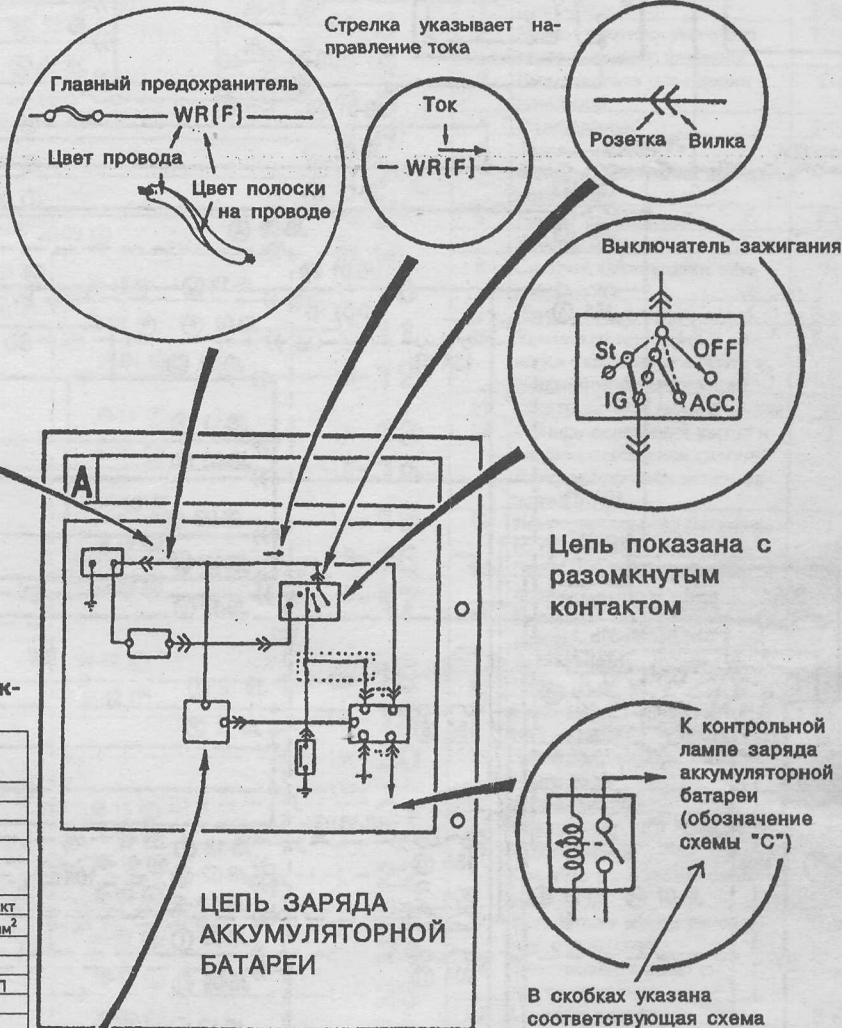 Стрелка указывает на-
правление тока
Главный предохранитель
WR[F]
Цвет провода
Цвет полоски
на проводе
Ток
WR[F]
Розетка Вилка
Выключатель зажигания
St OFF
IG ACC
Цепь показана с
разомкнутым
контактом
A
к-
кт
мм²
П
К контрольной
лампе заряда
аккумуляторной
батареи
(обозначение
схемы "С")
ЦЕПЬ ЗАРЯДА
АККУМУЛЯТОРНОЙ
БАТАРЕИ
В скобках указана
соответствующая схема